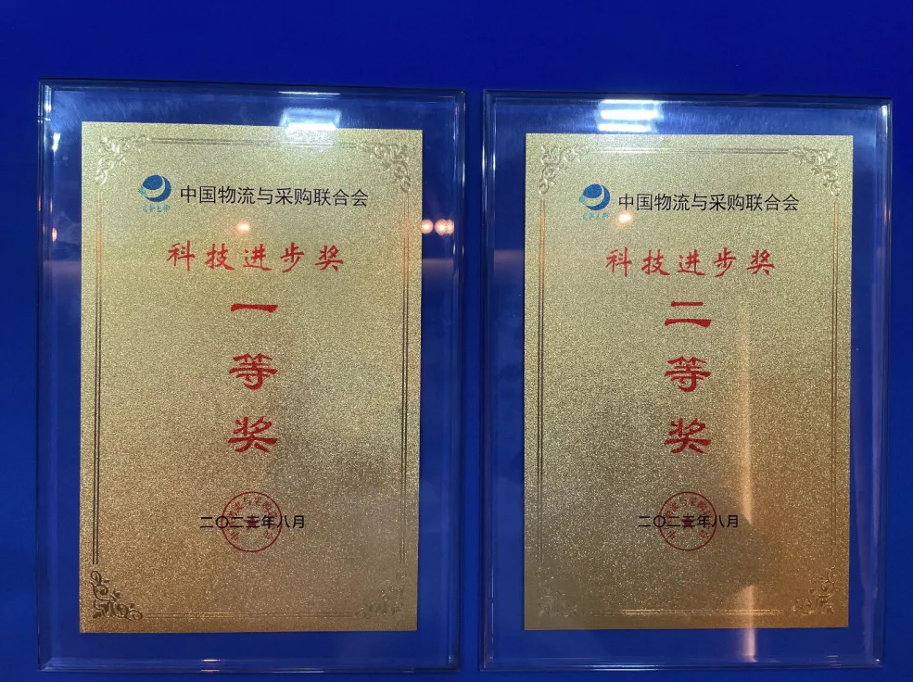 中国物流与采购联合会
科技进步奖
一
等
奖
二〇二五年八月
中国物流与采购联合会
科技进步奖
二
等
奖
二〇二五年八月